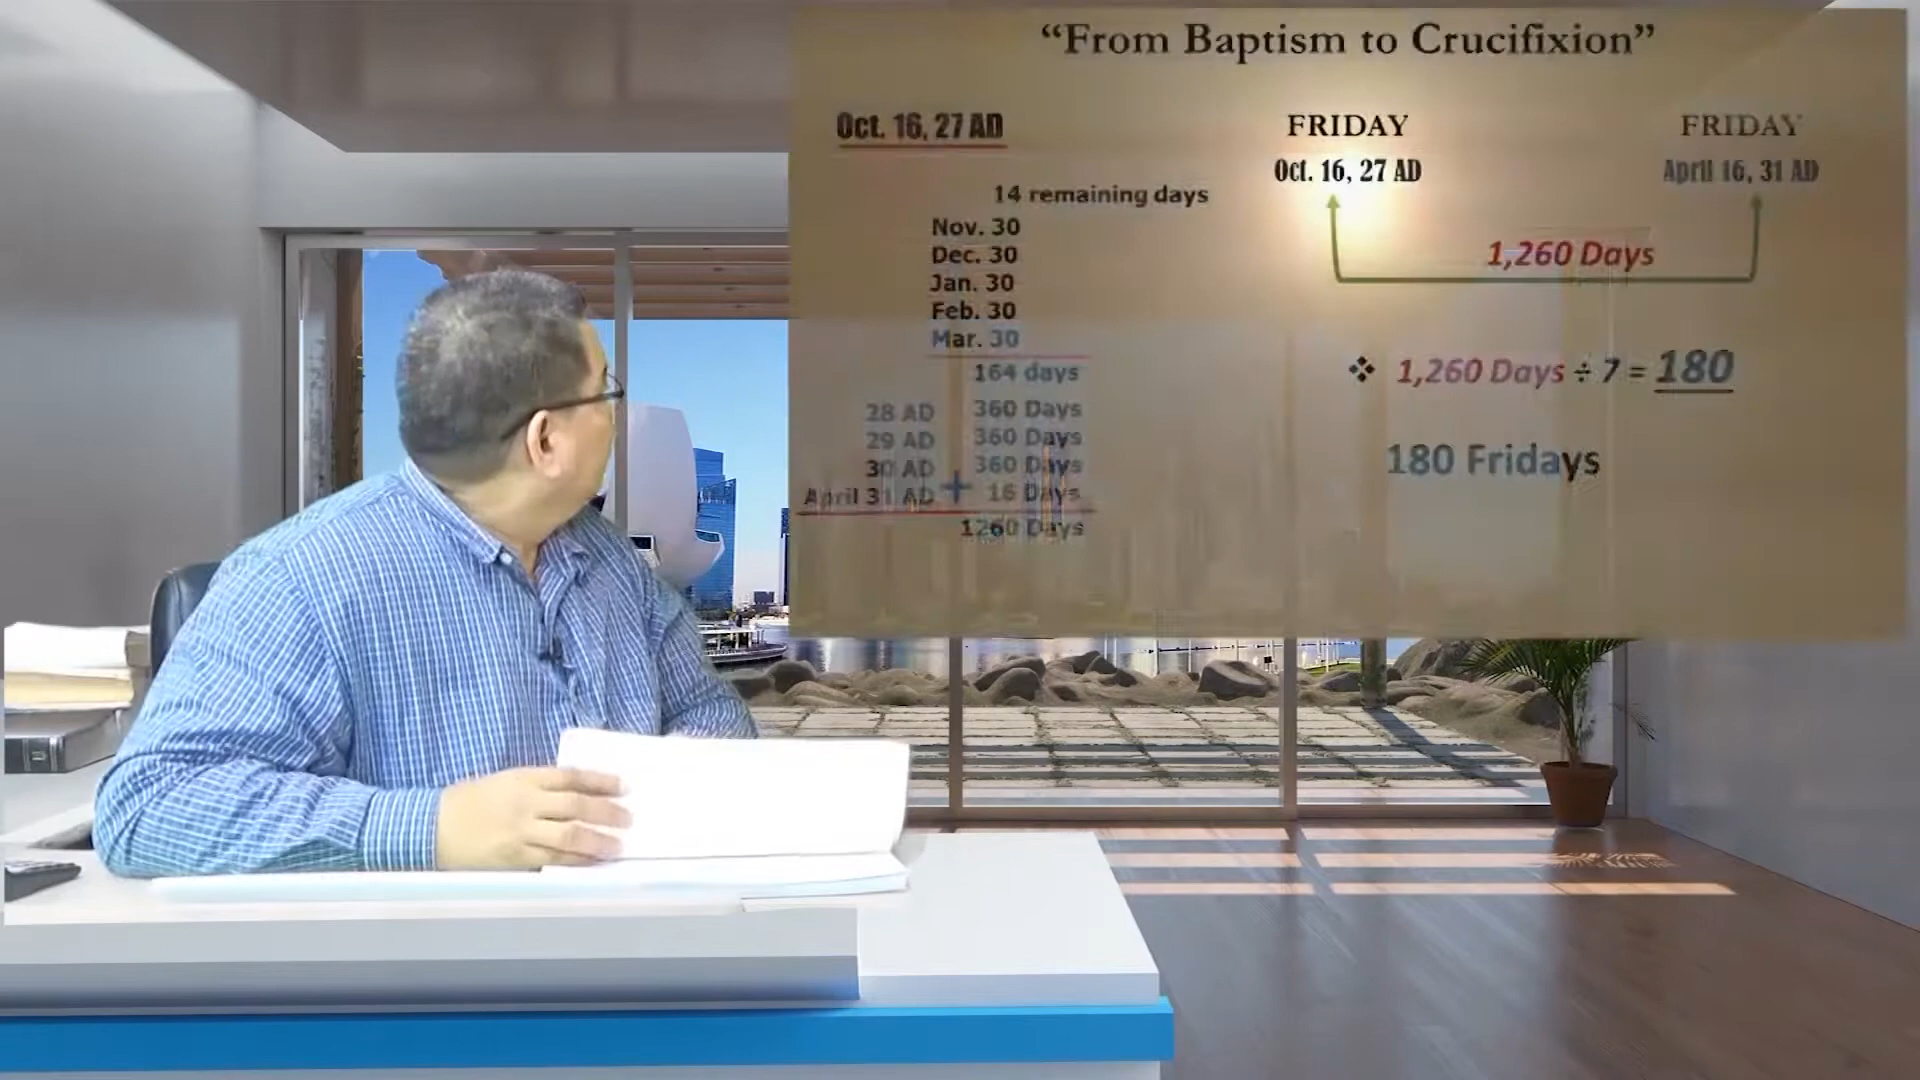 “From Baptism to Crucifixion”
Oct. 16, 27 AD
14 remaining days
Nov. 30
Dec. 30
Jan. 30
Feb. 30
Mar. 30
164 days
28 AD 360 Days
29 AD 360 Days
30 AD 360 Days
April 31 AD + 16 Days
1260 Days
FRIDAY FRIDAY
Oct. 16, 27 AD April 16, 31 AD
1,260 Days
❖ 1,260 Days ÷ 7 = 180
180 Fridays